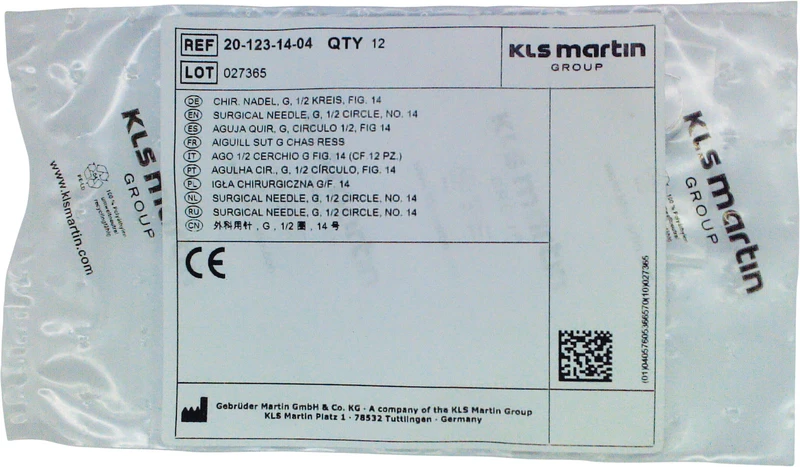 REF 20-123-14-04 QTY 12
LOT 027365
KLS martin
GROUP
DE CHIR. NADEL, G, 1/2 KREIS, FIG. 14
EN SURGICAL NEEDLE, G, 1/2 CIRCLE, NO. 14
ES AGUJA QUIR, G, CIRCULO 1/2, FIG 14
FR AIGUILL SUT G CHAS RESS
IT AGO 1/2 CERCHIO G FIG. 14 (CF.12 PZ.)
PT AGULHA CIR., G, 1/2 CÍRCULO, FIG. 14
PL IGŁA CHIRURGICZNA G/F. 14
NL SURGICAL NEEDLE, G, 1/2 CIRCLE, NO. 14
RU SURGICAL NEEDLE, G, 1/2 CIRCLE, NO. 14
CN 外科用针，G，1/2 圈，14 号
CE
(01)04057605366570(10)027365
Gebrüder Martin GmbH & Co. KG · A company of the KLS Martin Group
KLS Martin Platz 1 · 78532 Tuttlingen · Germany
KLS martin
GROUP
www.klsmartin.com
KLS martin
GROUP